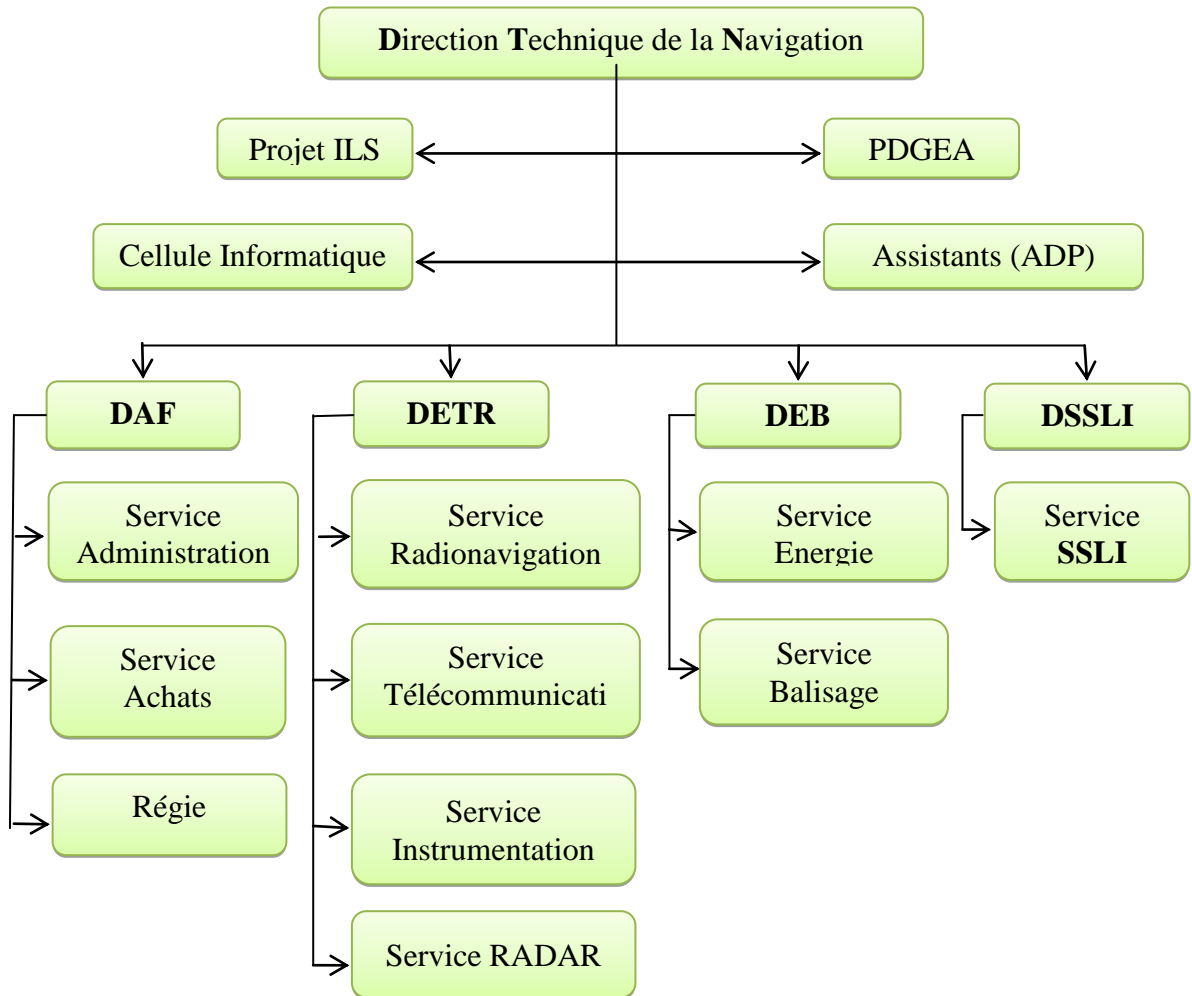 Direction Technique de la Navigation
Projet ILS
PDGEA
Cellule Informatique
Assistants (ADP)
DAF
DETR
DEB
DSSLI
Service
Administration
Service
Radionavigation
Service
Energie
Service
SSLI
Service
Achats
Service
Télécommunicati
Service
Balisage
Régie
Service
Instrumentation
Service RADAR